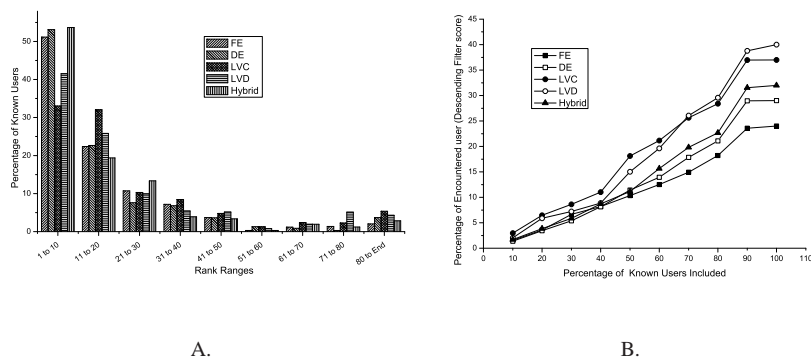 Percentage of Known Users
50
40
30
20
10
0
FE
DE
LVC
LVD
Hybrid
1 to 10
11 to 20
21 to 30
31 to 40
41 to 50
51 to 60
61 to 70
71 to 80
80 to End
Rank Ranges
A.
Percentage of Encountered user (Descending Filter score)
45
40
35
30
25
20
15
10
5
0
FE
DE
LVC
LVD
Hybrid
0 10 20 30 40 50 60 70 80 90 100 110
Percentage of Known Users Included
B.